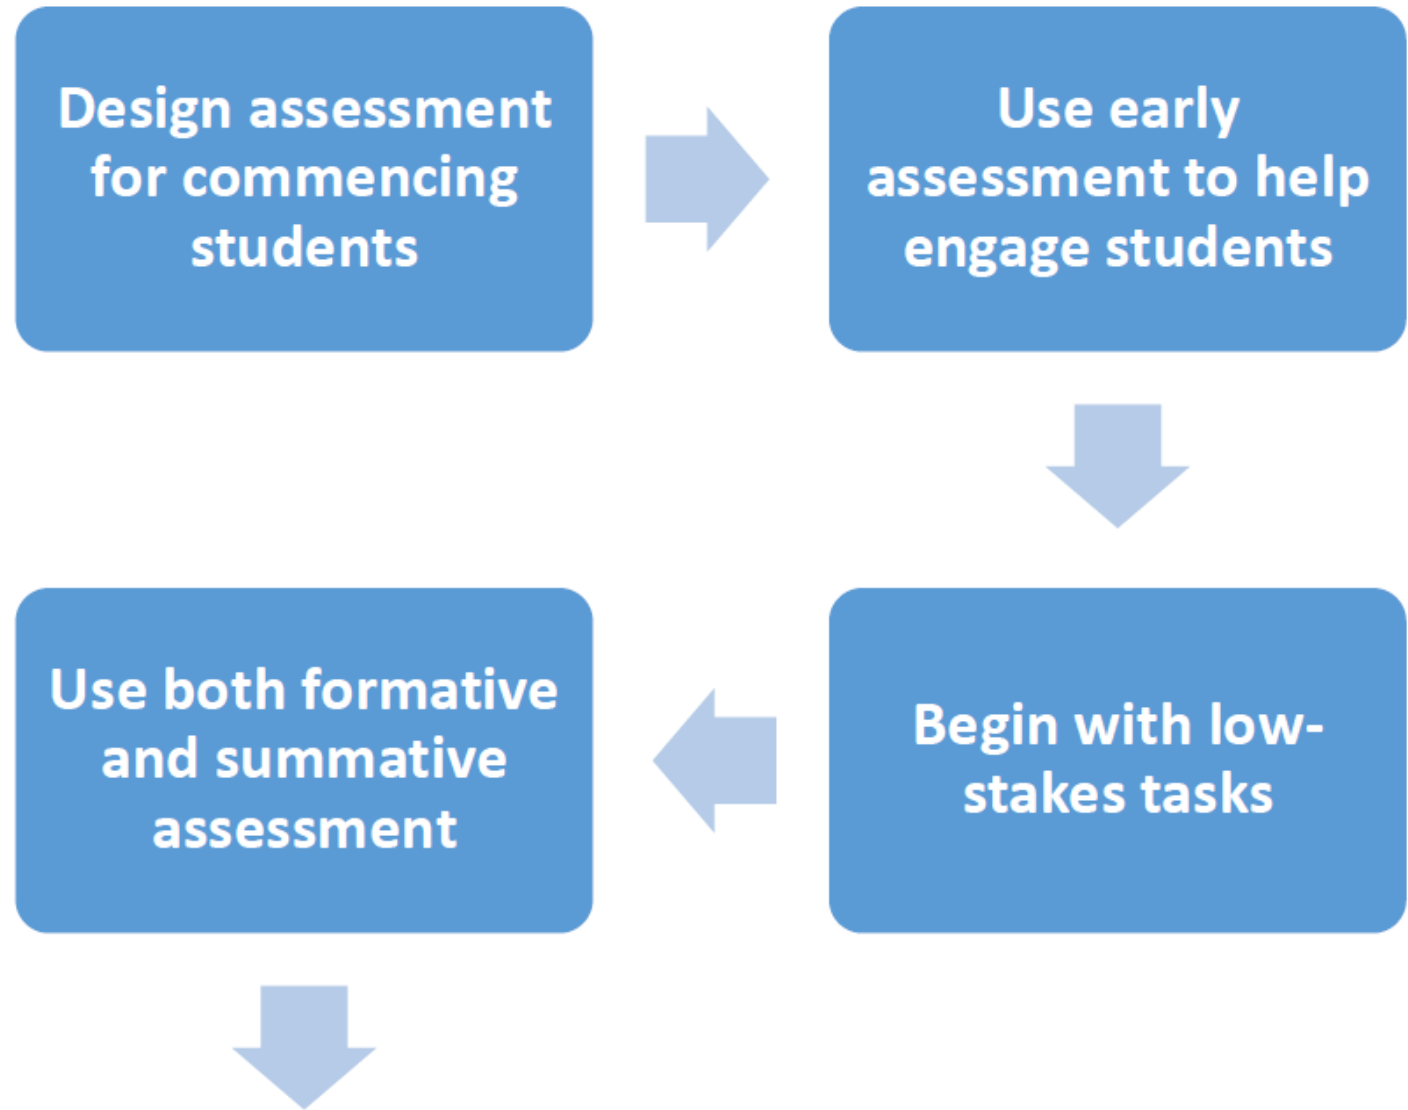 Design assessment
for commencing
students
Use early
assessment to help
engage students
Begin with low-
stakes tasks
Use both formative
and summative
assessment